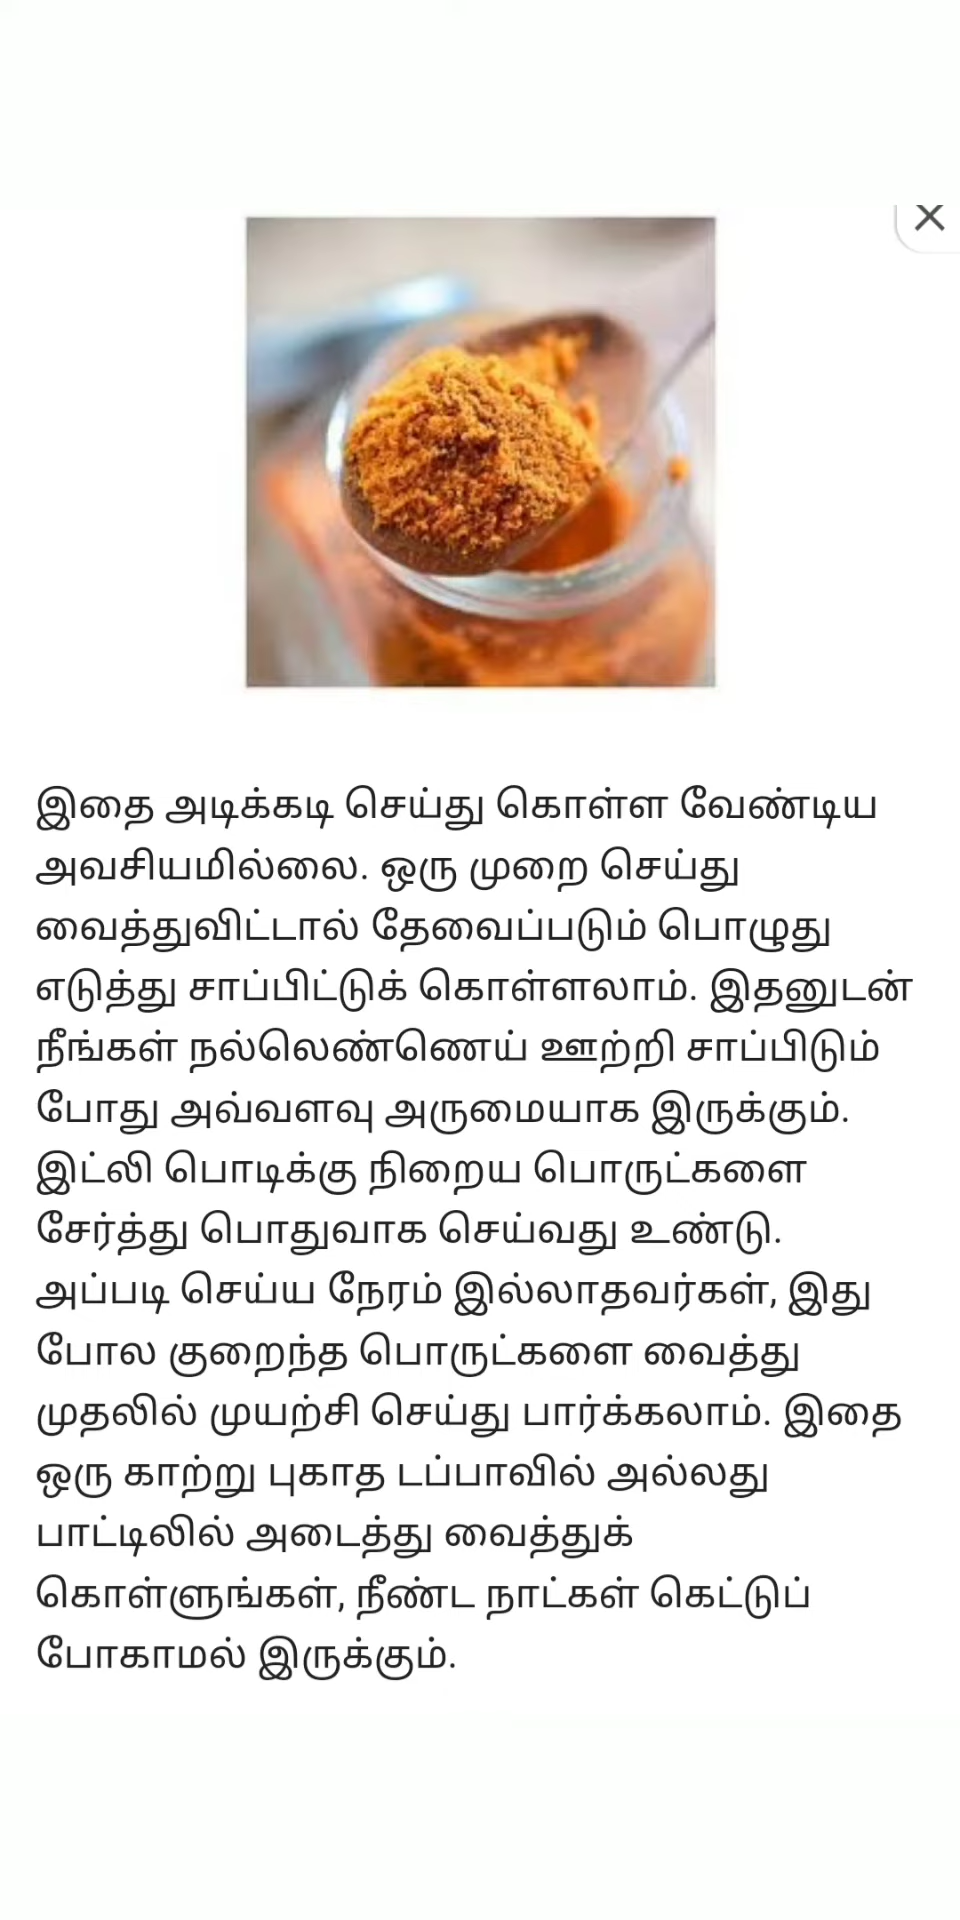 இதை அடிக்கடி செய்து கொள்ள வேண்டிய
அவசியமில்லை. ஒரு முறை செய்து
வைத்துவிட்டால் தேவைப்படும் பொழுது
எடுத்து சாப்பிட்டுக் கொள்ளலாம். இதனுடன்
நீங்கள் நல்லெண்ணெய் ஊற்றி சாப்பிடும்
போது அவ்வளவு அருமையாக இருக்கும்.
இட்லி பொடிக்கு நிறைய பொருட்களை
சேர்த்து பொதுவாக செய்வது உண்டு.
அப்படி செய்ய நேரம் இல்லாதவர்கள், இது
போல குறைந்த பொருட்களை வைத்து
முதலில் முயற்சி செய்து பார்க்கலாம். இதை
ஒரு காற்று புகாத டப்பாவில் அல்லது
பாட்டிலில் அடைத்து வைத்துக்
கொள்ளுங்கள், நீண்ட நாட்கள் கெட்டுப்
போகாமல் இருக்கும்.